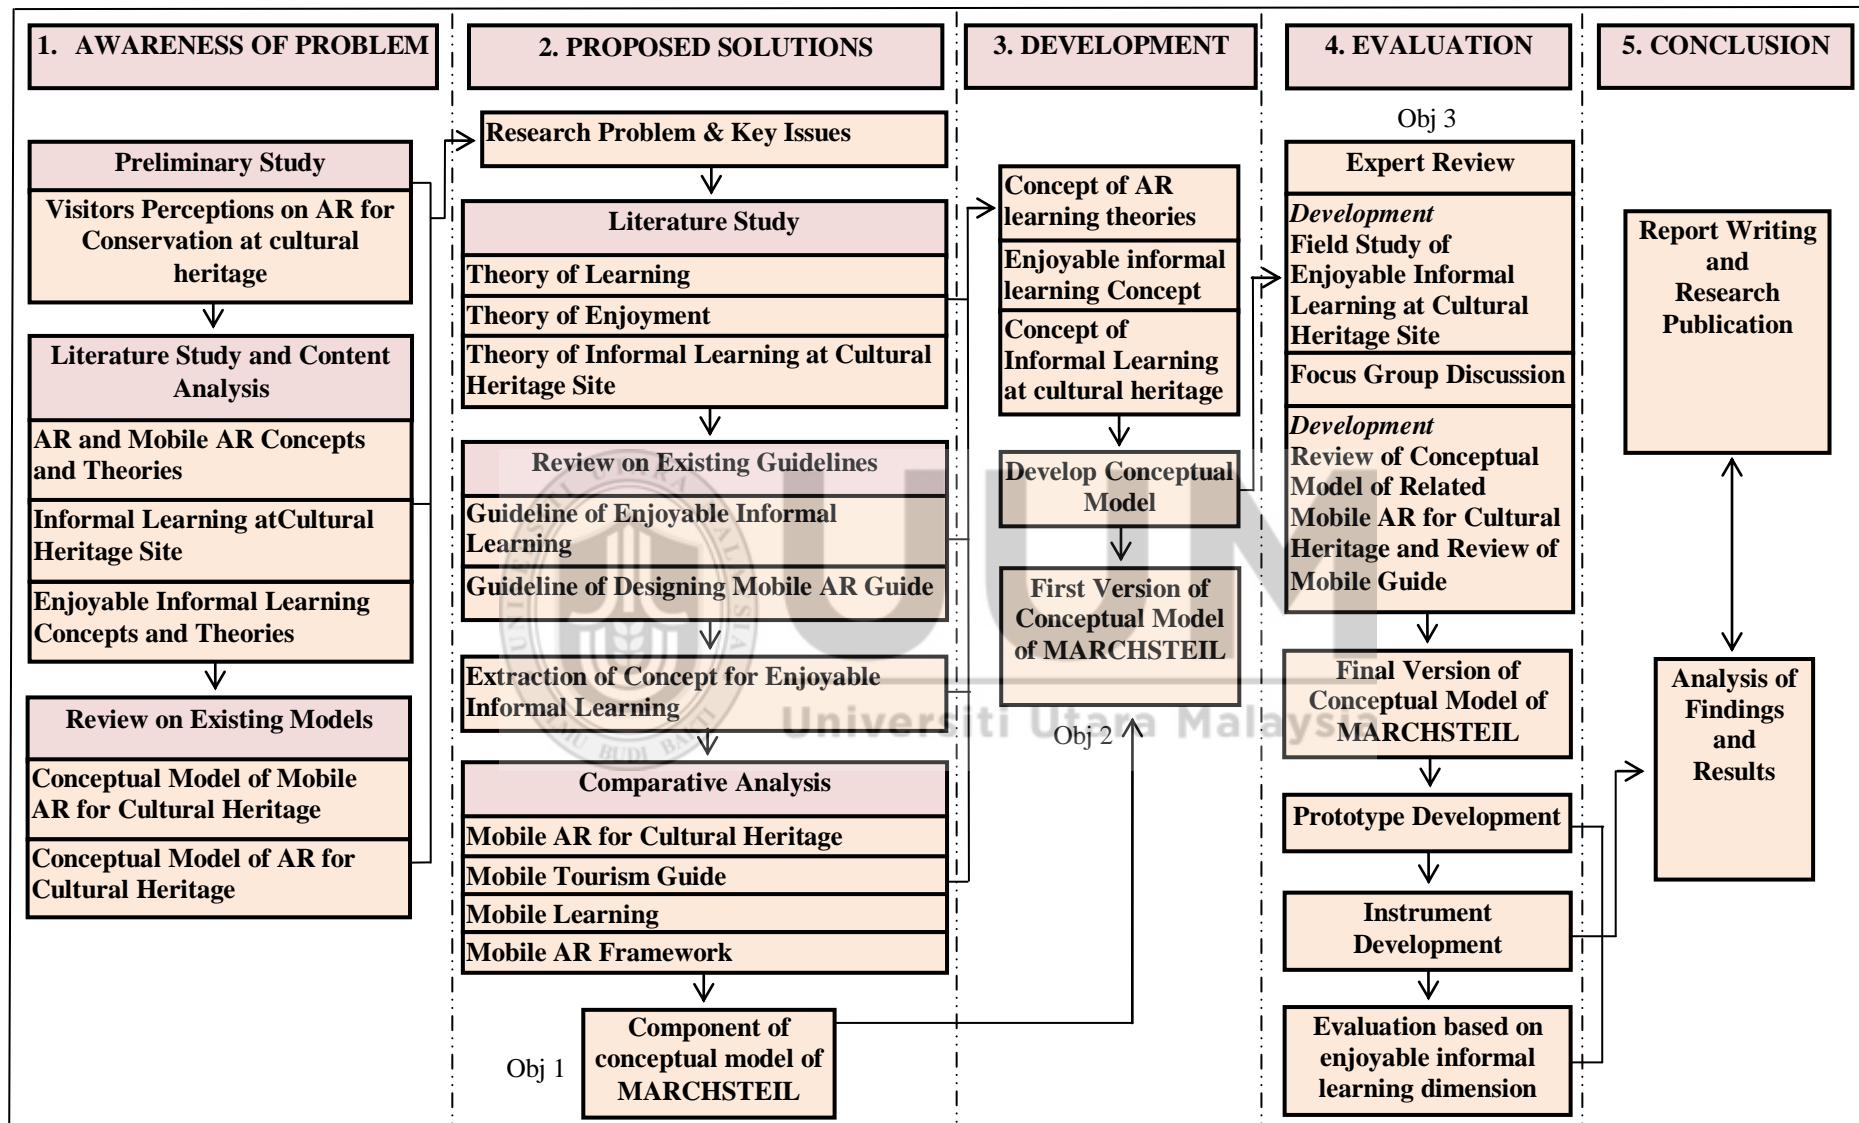 1. AWARENESS OF PROBLEM
2. PROPOSED SOLUTIONS
3. DEVELOPMENT
4. EVALUATION
5. CONCLUSION
Preliminary Study
Visitors Perceptions on AR for
Conservation at cultural
heritage
Literature Study and Content
Analysis
AR and Mobile AR Concepts
and Theories
Informal Learning atCultural
Heritage Site
Enjoyable Informal Learning
Concepts and Theories
Review on Existing Models
Conceptual Model of Mobile
AR for Cultural Heritage
Conceptual Model of AR for
Cultural Heritage
Research Problem & Key Issues
Literature Study
Theory of Learning
Theory of Enjoyment
Theory of Informal Learning at Cultural
Heritage Site
Review on Existing Guidelines
Guideline of Enjoyable Informal
Learning
Guideline of Designing Mobile AR Guide
Extraction of Concept for Enjoyable
Informal Learning
Comparative Analysis
Mobile AR for Cultural Heritage
Mobile Tourism Guide
Mobile Learning
Mobile AR Framework
Obj 1
Component of
conceptual model of
MARCHSTEIL
Concept of AR
learning theories
Enjoyable informal
learning Concept
Concept of
Informal Learning
at cultural heritage
Develop Conceptual
Model
First Version of
Conceptual Model
of MARCHSTEIL
Obj 2
Obj 3
Expert Review
Development
Field Study of
Enjoyable Informal
Learning at Cultural
Heritage Site
Focus Group Discussion
Development
Review of Conceptual
Model of Related
Mobile AR for Cultural
Heritage and Review of
Mobile Guide
Final Version of
Conceptual Model of
MARCHSTEIL
Prototype Development
Instrument
Development
Evaluation based on
enjoyable informal
learning dimension
Report Writing
and
Research
Publication
Analysis of
Findings
and
Results
UUM
Universiti Utara Malaysia
UNIVERSITI UTARA MALAYSIA
ILMU BUDI BAKTI